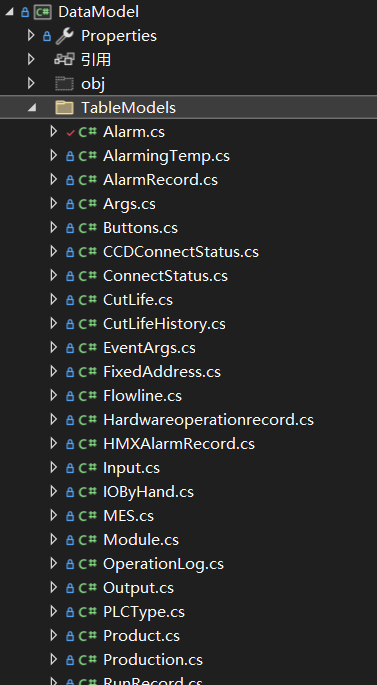 C# DataModel
Properties
引用
obj
TableModels
C# Alarm.cs
C# AlarmingTemp.cs
C# AlarmRecord.cs
C# Args.cs
C# Buttons.cs
C# CCDConnectStatus.cs
C# ConnectStatus.cs
C# CutLife.cs
C# CutLifeHistory.cs
C# EventArgs.cs
C# FixedAddress.cs
C# Flowline.cs
C# Hardwareoperationrecord.cs
C# HMXAlarmRecord.cs
C# Input.cs
C# IOByHand.cs
C# MES.cs
C# Module.cs
C# OperationLog.cs
C# Output.cs
C# PLCType.cs
C# Product.cs
C# Production.cs
C# RunRecord.cs